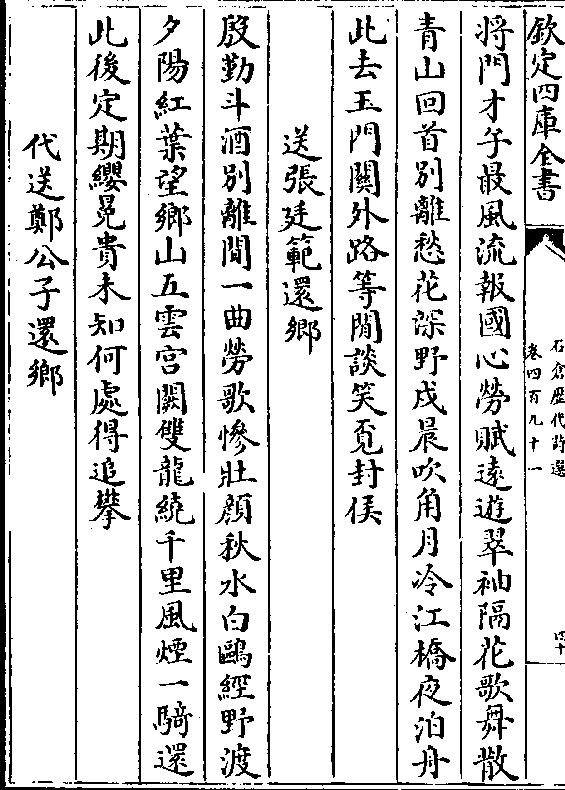 欽定四庫全書
石倉歴代詩選
卷四百九十一
四十
將門才子最風流報國心勞賦遠遊翠袖隔花歌舞散
青山回首別離愁花深野戍晨吹角月冷江橋夜泊舟
此去玉門關外路等閒談笑覓封侯
送張廷範還鄉
殷勤斗酒別離間一曲勞歌慘壯顔秋水白鷗經野渡
夕陽紅葉望鄉山五雲宫闕雙龍繞千里風煙一騎還
此後定期纓冕貴未知何處得追攀
代送鄭公子還鄉